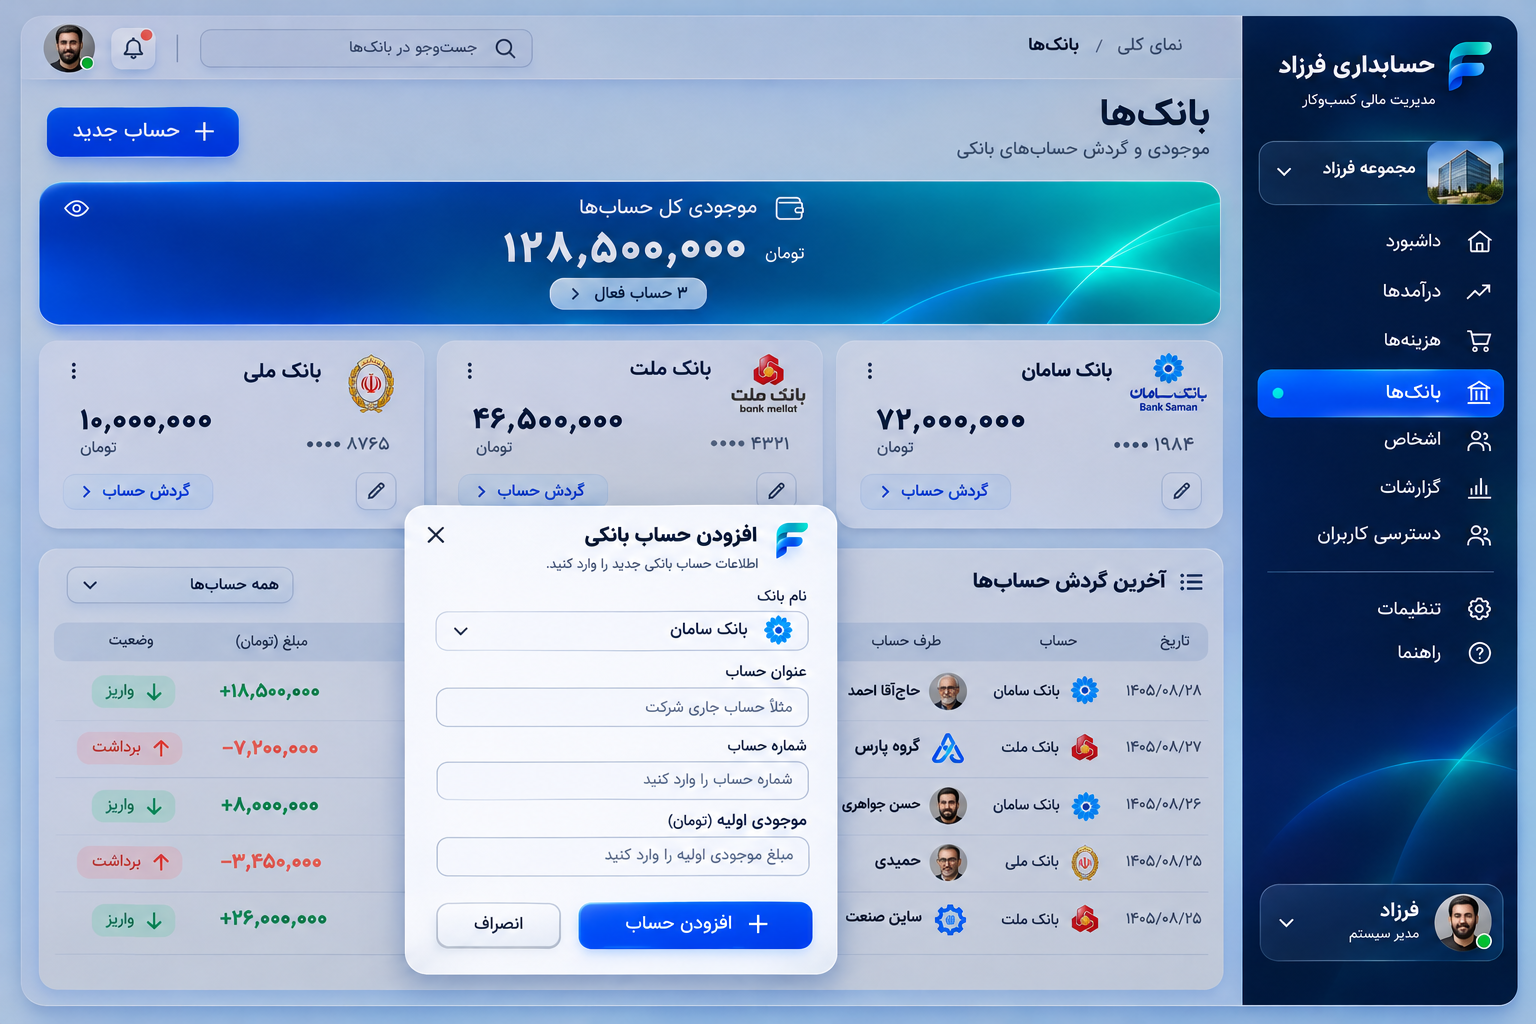 حسابداری فرزاد
مدیریت مالی کسب‌وکار
مجموعه فرزاد
داشبورد
درآمدها
هزینه‌ها
بانک‌ها
اشخاص
گزارشات
دسترسی کاربران
تنظیمات
راهنما
فرزاد
مدیر سیستم
نمای کلی / بانک‌ها
جست‌وجو در بانک‌ها
بانک‌ها
موجودی و گردش حساب‌های بانکی
حساب جدید
موجودی کل حساب‌ها
۱۲۸,۵۰۰,۰۰۰ تومان
۳ حساب فعال
بانک سامان
بانک سامان
Bank Saman
۷۲,۰۰۰,۰۰۰
تومان
•••• ۱۹۸۴
گردش حساب
بانک ملت
بانک ملت
bank mellat
۴۶,۵۰۰,۰۰۰
تومان
•••• ۴۳۲۱
گردش حساب
بانک ملی
۱۰,۰۰۰,۰۰۰
تومان
•••• ۸۷۶۵
گردش حساب
آخرین گردش حساب‌ها
همه حساب‌ها
تاریخ حساب طرف حساب مبلغ (تومان) وضعیت
۱۴۰۵/۰۸/۲۸ بانک سامان حاج‌آقا احمد +۱۸,۵۰۰,۰۰۰ واریز
۱۴۰۵/۰۸/۲۷ بانک ملت گروه پارس −۷,۲۰۰,۰۰۰ برداشت
۱۴۰۵/۰۸/۲۶ بانک سامان حسن جواهری +۸,۰۰۰,۰۰۰ واریز
۱۴۰۵/۰۸/۲۵ بانک ملی حمیدی −۳,۴۵۰,۰۰۰ برداشت
۱۴۰۵/۰۸/۲۵ بانک ملت ساین صنعت +۲۶,۰۰۰,۰۰۰ واریز
افزودن حساب بانکی
اطلاعات حساب بانکی جدید را وارد کنید.
نام بانک
بانک سامان
عنوان حساب
مثلاً حساب جاری شرکت
شماره حساب
شماره حساب را وارد کنید
موجودی اولیه (تومان)
مبلغ موجودی اولیه را وارد کنید
افزودن حساب
انصراف